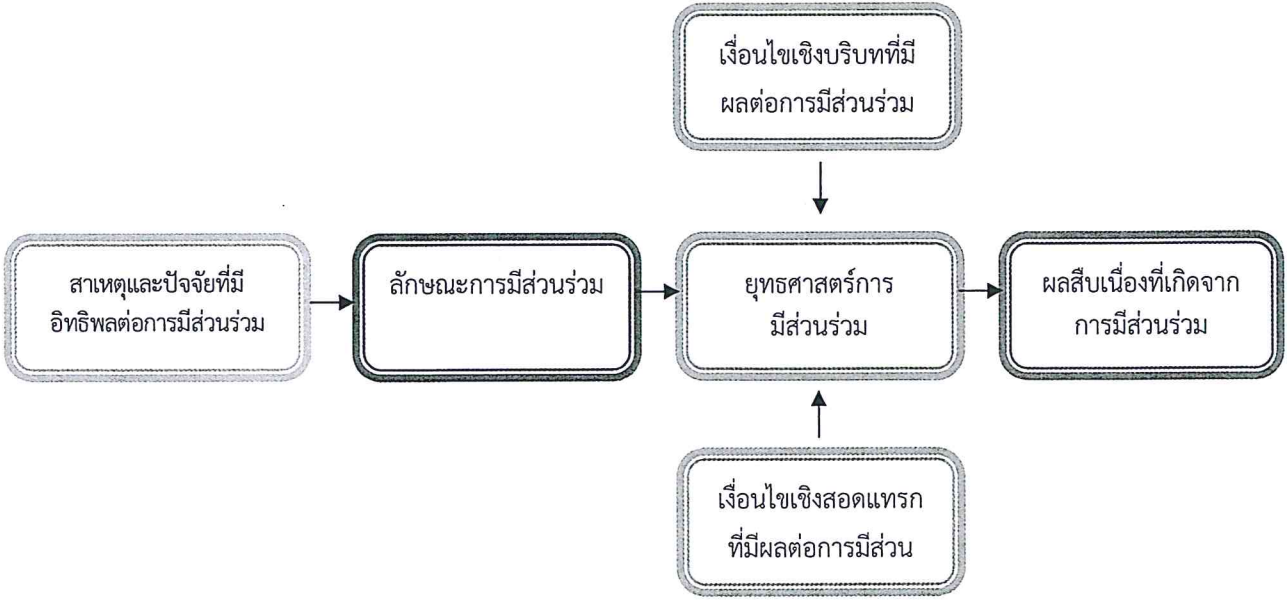 เงื่อนไขเชิงบริบทที่มี
ผลต่อการมีส่วนร่วม
สาเหตุและปัจจัยที่มี
อิทธิพลต่อการมีส่วนร่วม
ลักษณะการมีส่วนร่วม
ยุทธศาสตร์การ
มีส่วนร่วม
ผลสืบเนื่องที่เกิดจาก
การมีส่วนร่วม
เงื่อนไขเชิงสอดแทรก
ที่มีผลต่อการมีส่วน